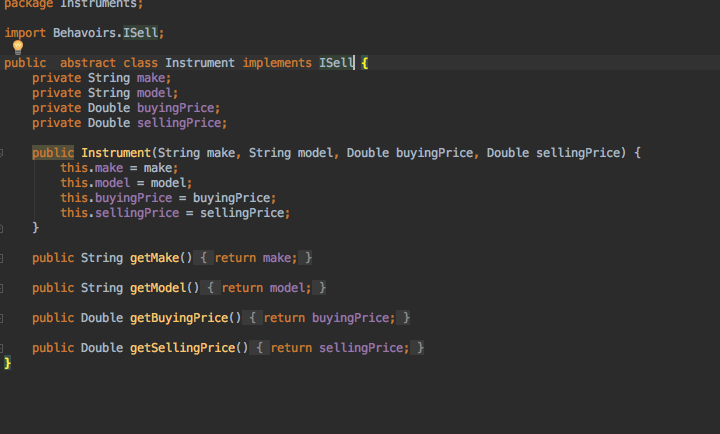 package Instruments;
import Behavoirs.ISell;
public  abstract class Instrument implements ISell {
    private String make;
    private String model;
    private Double buyingPrice;
    private Double sellingPrice;
    public Instrument(String make, String model, Double buyingPrice, Double sellingPrice) {
        this.make = make;
        this.model = model;
        this.buyingPrice = buyingPrice;
        this.sellingPrice = sellingPrice;
    }
    public String getMake() { return make; }
    public String getModel() { return model; }
    public Double getBuyingPrice() { return buyingPrice; }
    public Double getSellingPrice() { return sellingPrice; }
}